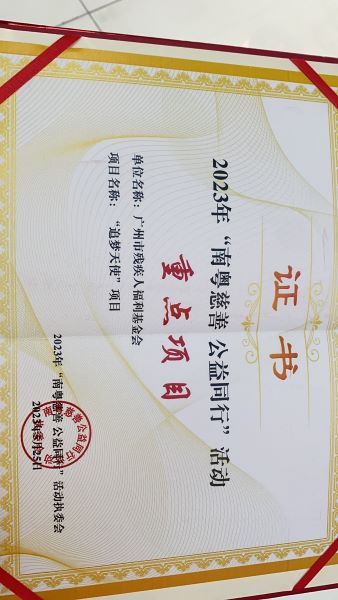 证书
2023年“南粤慈善 公益同行”活动
重点项目
单位名称：广州市残疾人福利基金会
项目名称：“追梦天使”项目
2023年“南粤慈善 公益同行”活动执委会